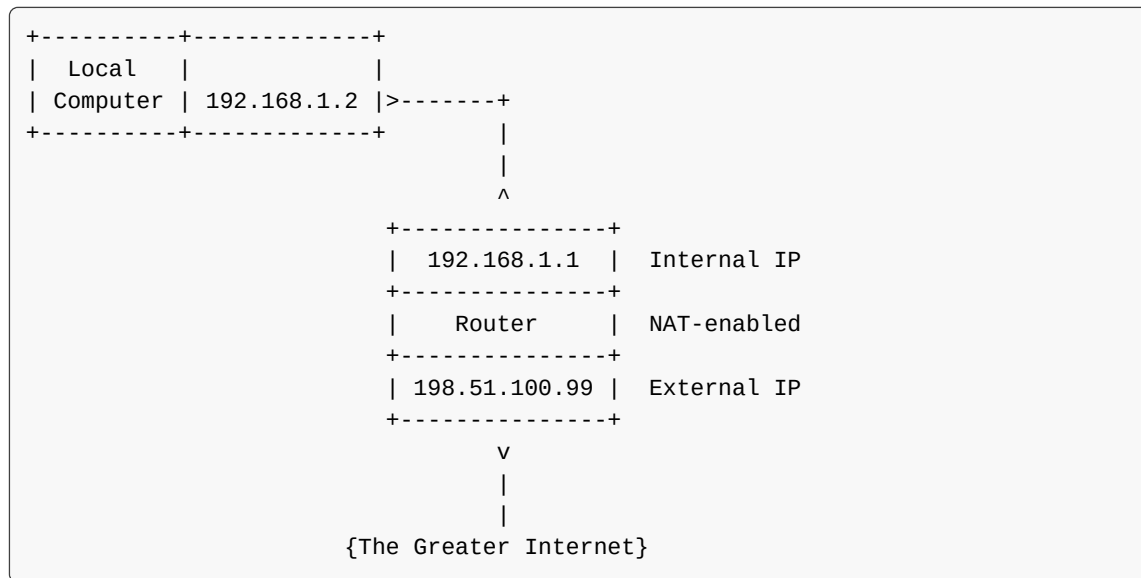 +----------+-------------+
|  Local   |             |
| Computer | 192.168.1.2 |>-------+
+----------+-------------+        |
                                  |
                                  ^
                          +---------------+
                          |  192.168.1.1  |  Internal IP
                          +---------------+
                          |    Router     |  NAT-enabled
                          +---------------+
                          | 198.51.100.99 |  External IP
                          +---------------+
                                  v
                                  |
                                  |
                       {The Greater Internet}